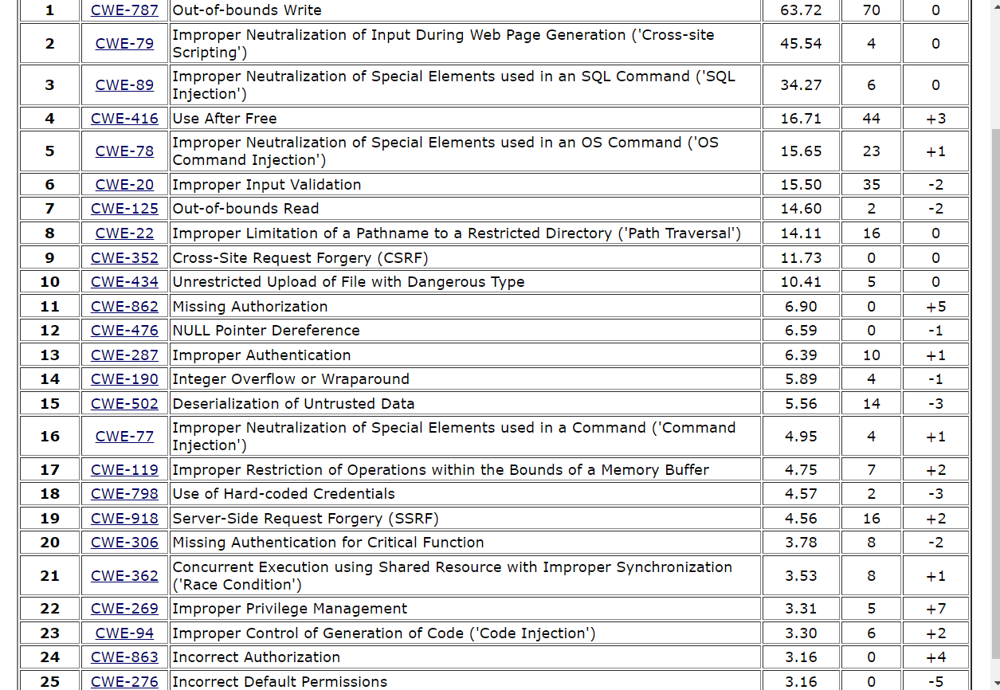 1 CWE-787 Out-of-bounds Write 63.72 70 0
2 CWE-79 Improper Neutralization of Input During Web Page Generation ('Cross-site
Scripting') 45.54 4 0
3 CWE-89 Improper Neutralization of Special Elements used in an SQL Command ('SQL
Injection') 34.27 6 0
4 CWE-416 Use After Free 16.71 44 +3
5 CWE-78 Improper Neutralization of Special Elements used in an OS Command ('OS
Command Injection') 15.65 23 +1
6 CWE-20 Improper Input Validation 15.50 35 -2
7 CWE-125 Out-of-bounds Read 14.60 2 -2
8 CWE-22 Improper Limitation of a Pathname to a Restricted Directory ('Path Traversal') 14.11 16 0
9 CWE-352 Cross-Site Request Forgery (CSRF) 11.73 0 0
10 CWE-434 Unrestricted Upload of File with Dangerous Type 10.41 5 0
11 CWE-862 Missing Authorization 6.90 0 +5
12 CWE-476 NULL Pointer Dereference 6.59 0 -1
13 CWE-287 Improper Authentication 6.39 10 +1
14 CWE-190 Integer Overflow or Wraparound 5.89 4 -1
15 CWE-502 Deserialization of Untrusted Data 5.56 14 -3
16 CWE-77 Improper Neutralization of Special Elements used in a Command ('Command
Injection') 4.95 4 +1
17 CWE-119 Improper Restriction of Operations within the Bounds of a Memory Buffer 4.75 7 +2
18 CWE-798 Use of Hard-coded Credentials 4.57 2 -3
19 CWE-918 Server-Side Request Forgery (SSRF) 4.56 16 +2
20 CWE-306 Missing Authentication for Critical Function 3.78 8 -2
21 CWE-362 Concurrent Execution using Shared Resource with Improper Synchronization
('Race Condition') 3.53 8 +1
22 CWE-269 Improper Privilege Management 3.31 5 +7
23 CWE-94 Improper Control of Generation of Code ('Code Injection') 3.30 6 +2
24 CWE-863 Incorrect Authorization 3.16 0 +4
25 CWE-276 Incorrect Default Permissions 3.16 0 -5